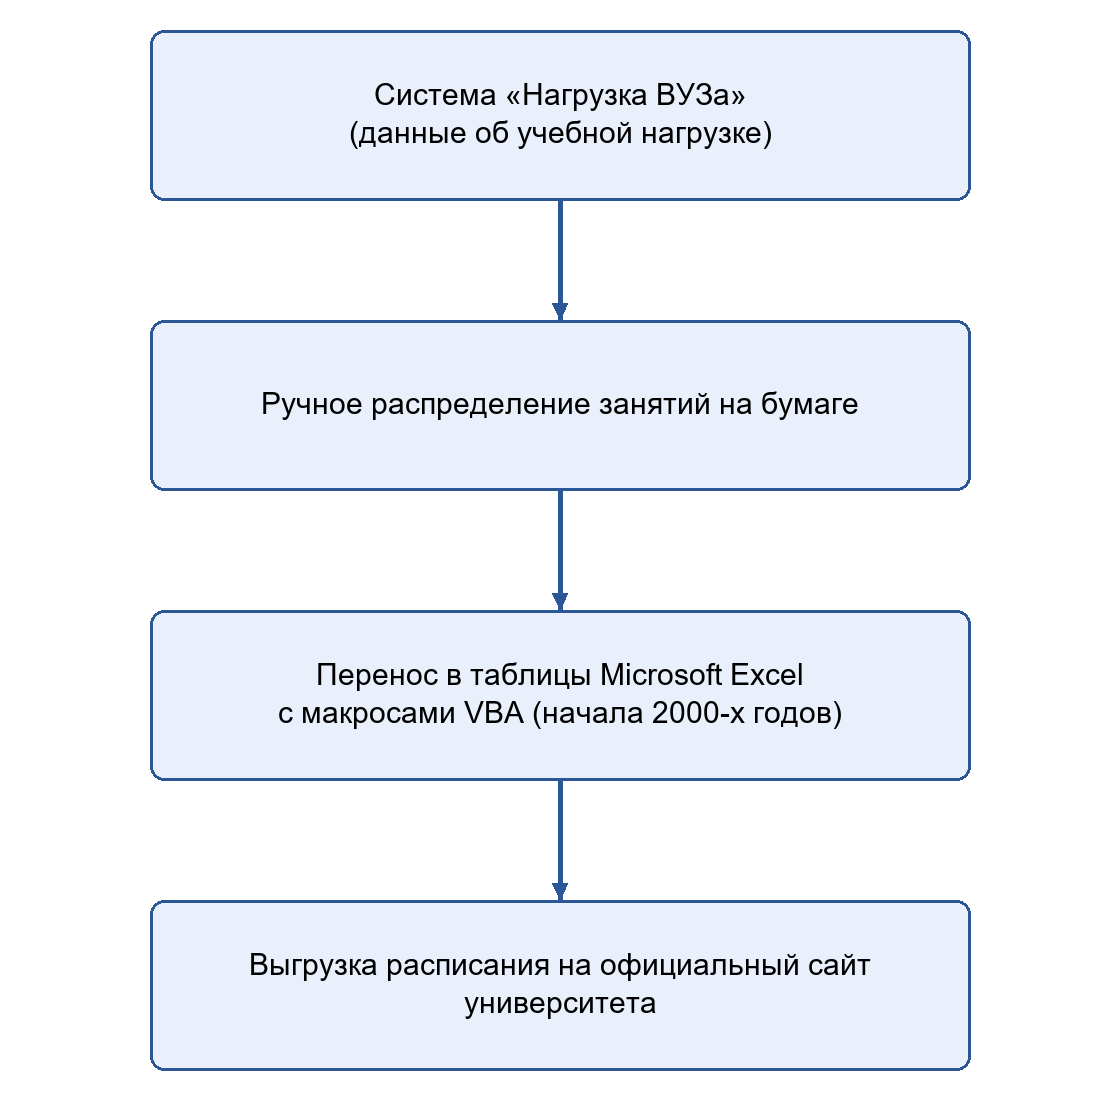 Система «Нагрузка ВУЗа»
(данные об учебной нагрузке)
Ручное распределение занятий на бумаге
Перенос в таблицы Microsoft Excel
с макросами VBA (начала 2000-х годов)
Выгрузка расписания на официальный сайт
университета